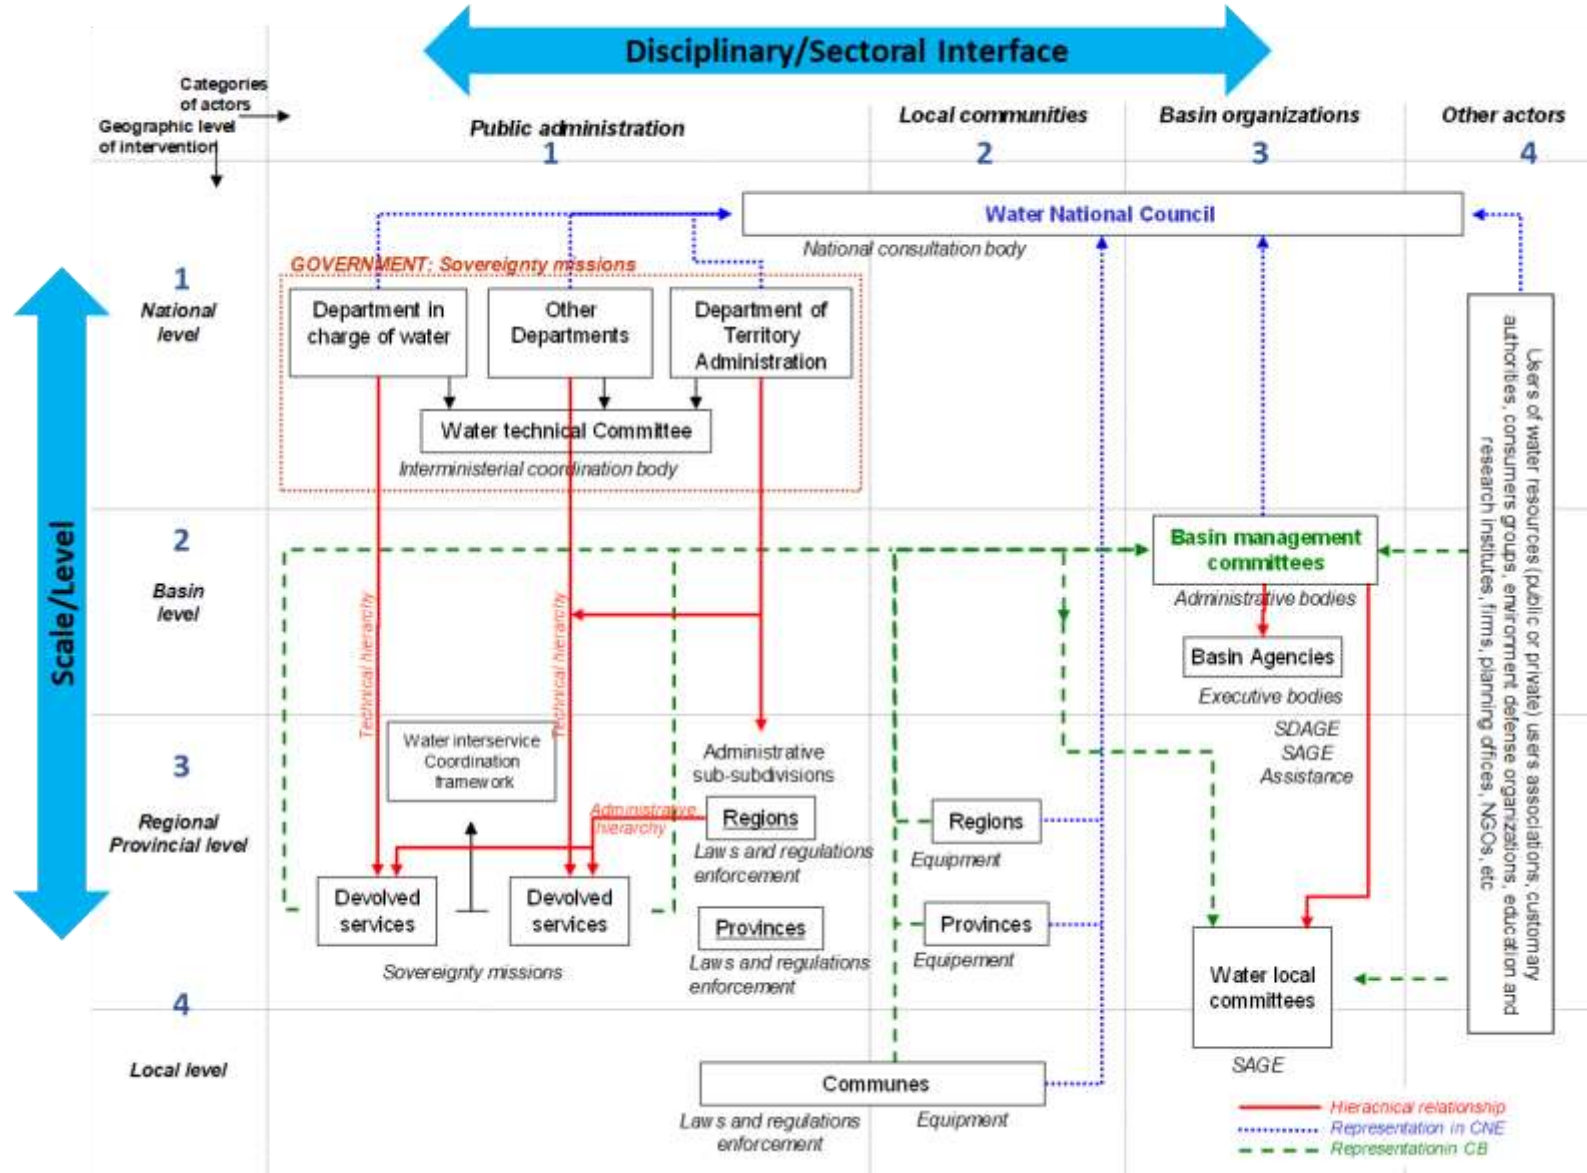 Disciplinary/Sectoral Interface
Categories
of actors
Geographic level
of intervention
Public administration
1
Local communities
2
Basin organizations
3
Other actors
4
Scale/Level
1
National
level
Water National Council
National consultation body
GOVERNMENT: Sovereignty missions
Department in
charge of water
Other
Departments
Department of
Territory
Administration
Water technical Committee
Interministerial coordination body
2
Basin
level
Technical hierarchy
Technical hierarchy
Basin management
committees
Administrative bodies
Basin Agencies
Executive bodies
SDAGE
SAGE
Assistance
3
Regional
Provincial level
Water interservice
Coordination
framework
Administrative
sub-subdivisions
Administrative
hierarchy
Regions
Laws and regulations
enforcement
Regions
Equipment
Devolved
services
Devolved
services
Sovereignty missions
Provinces
Laws and regulations
enforcement
Provinces
Equipement
Water local
committees
SAGE
4
Local level
Communes
Laws and regulations
enforcement
Equipment
Users of water resources (public or private) users associations, customary
authorities, consumers groups, environment defense organizations, education and
research institutes, firms, planning offices, NGOs, etc
Hieracnical relationship
Representation in CNE
Representationin CB